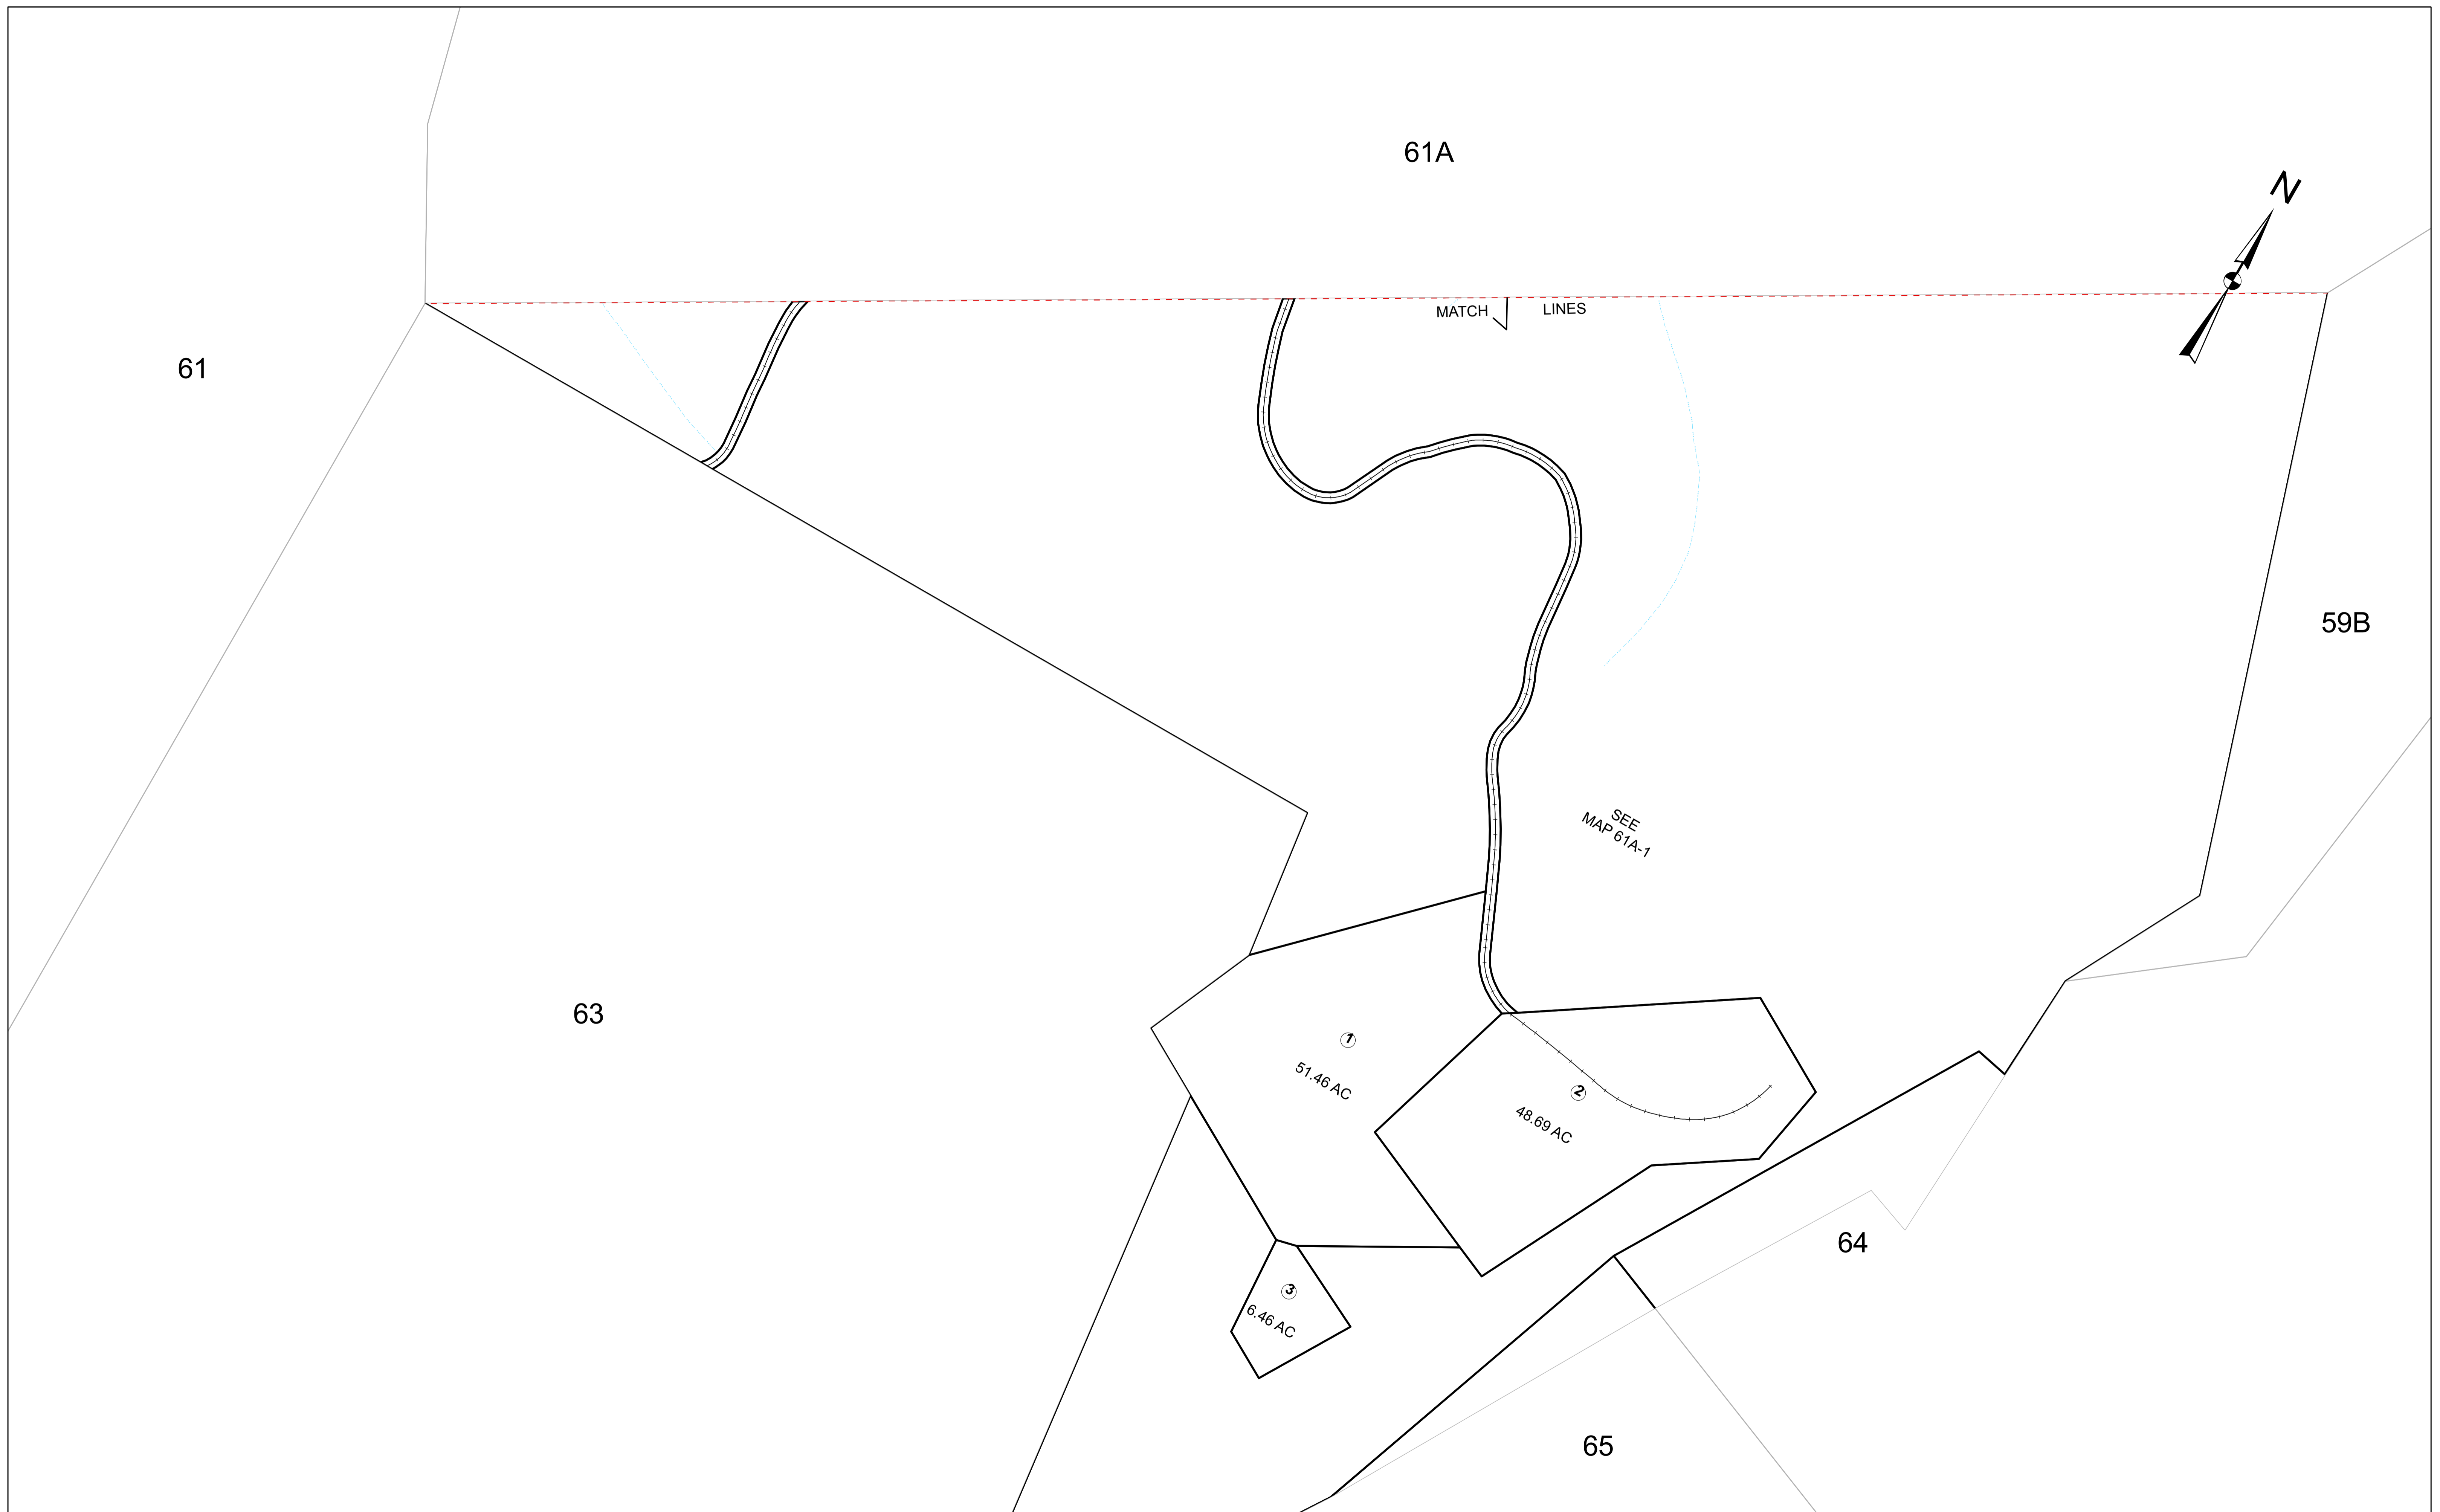 61A
N
MATCH LINES
61
59B
SEE
MAP 61A-1
63
1
51.46 AC
2
48.69 AC
64
3
6.46 AC
65